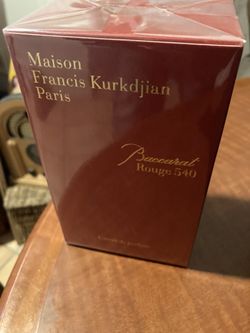 Maison
Francis Kurkdjian
Paris
Baccarat
Rouge 540
Extrait de parfum